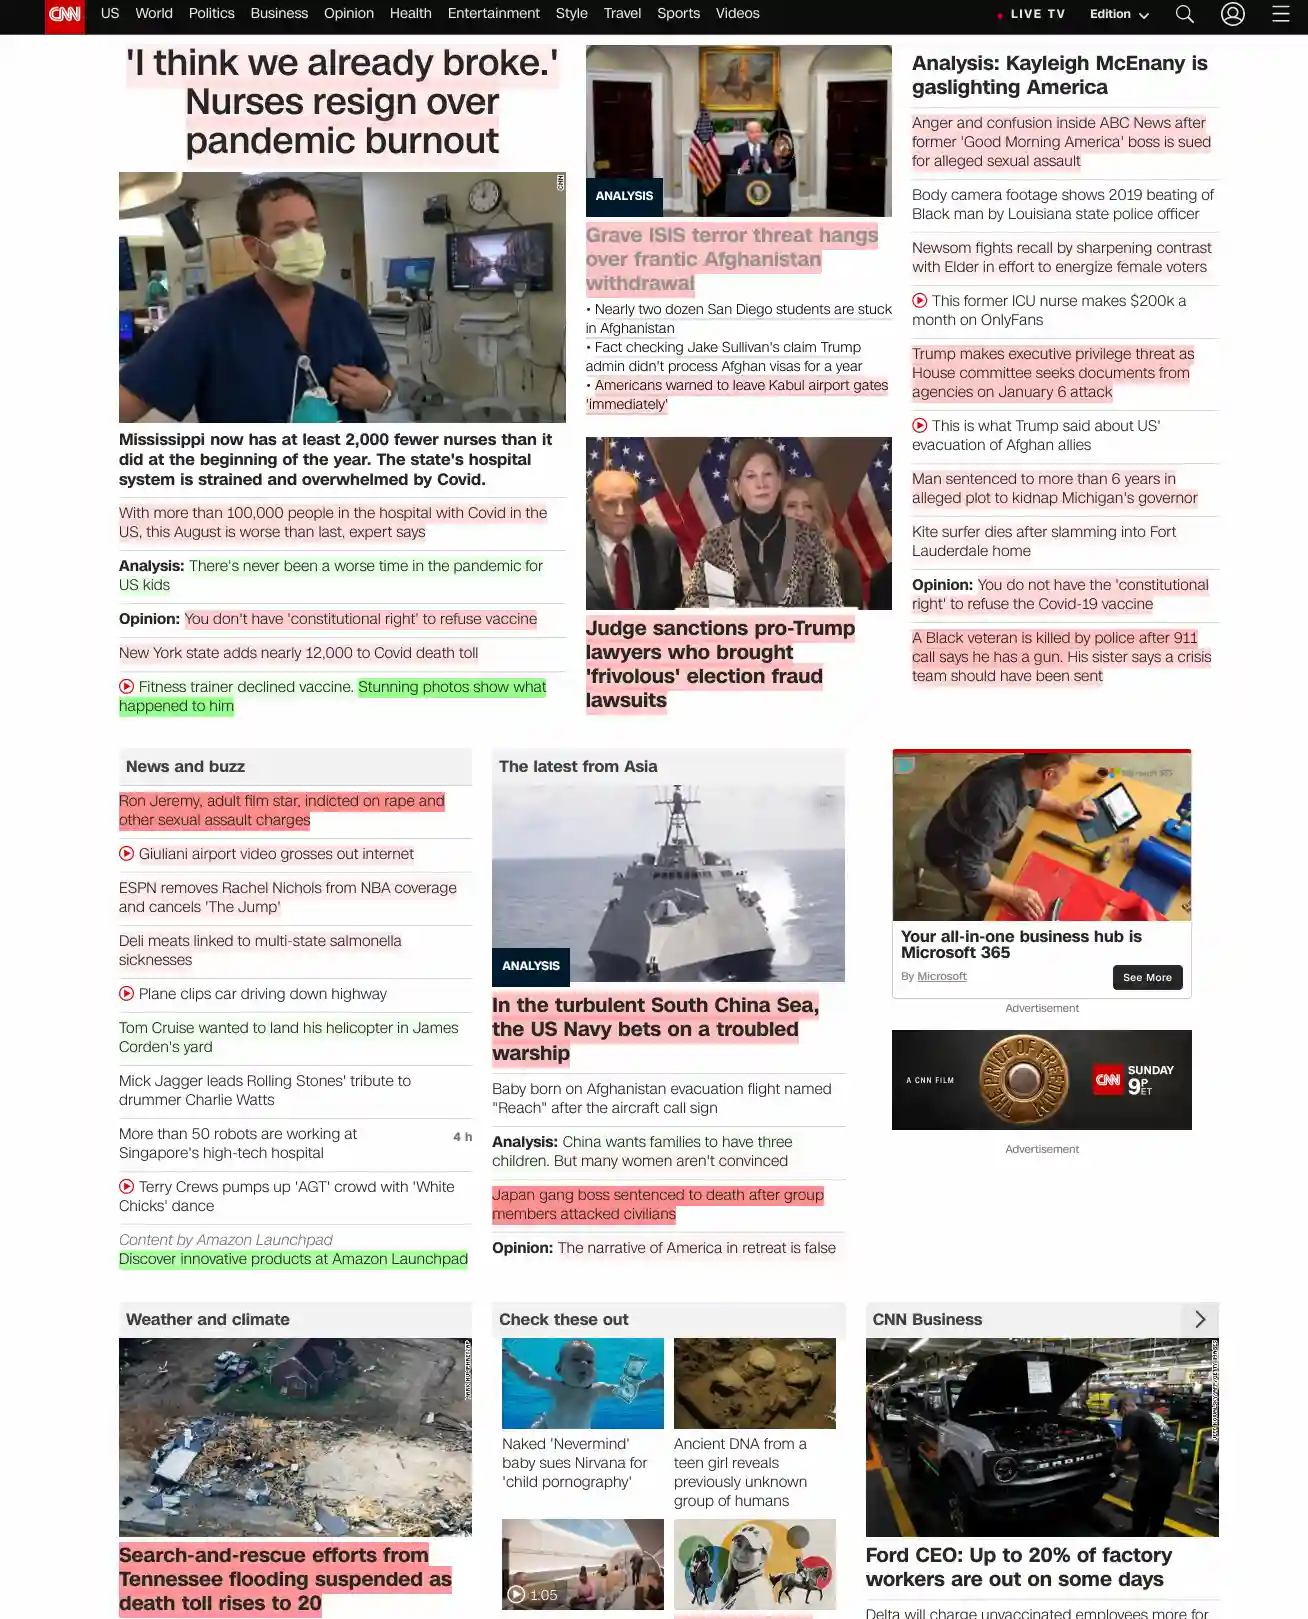 CNN US World Politics Business Opinion Health Entertainment Style Travel Sports Videos LIVE TV Edition
'I think we already broke.'
Nurses resign over
pandemic burnout
CNN
Mississippi now has at least 2,000 fewer nurses than it
did at the beginning of the year. The state's hospital
system is strained and overwhelmed by Covid.
With more than 100,000 people in the hospital with Covid in the
US, this August is worse than last, expert says
Analysis: There's never been a worse time in the pandemic for
US kids
Opinion: You don't have 'constitutional right' to refuse vaccine
New York state adds nearly 12,000 to Covid death toll
Fitness trainer declined vaccine. Stunning photos show what
happened to him
ANALYSIS
Grave ISIS terror threat hangs
over frantic Afghanistan
withdrawal
• Nearly two dozen San Diego students are stuck
in Afghanistan
• Fact checking Jake Sullivan's claim Trump
admin didn't process Afghan visas for a year
• Americans warned to leave Kabul airport gates
'immediately'
Judge sanctions pro-Trump
lawyers who brought
'frivolous' election fraud
lawsuits
Analysis: Kayleigh McEnany is
gaslighting America
Anger and confusion inside ABC News after
former 'Good Morning America' boss is sued
for alleged sexual assault
Body camera footage shows 2019 beating of
Black man by Louisiana state police officer
Newsom fights recall by sharpening contrast
with Elder in effort to energize female voters
This former ICU nurse makes $200k a
month on OnlyFans
Trump makes executive privilege threat as
House committee seeks documents from
agencies on January 6 attack
This is what Trump said about US'
evacuation of Afghan allies
Man sentenced to more than 6 years in
alleged plot to kidnap Michigan's governor
Kite surfer dies after slamming into Fort
Lauderdale home
Opinion: You do not have the 'constitutional
right' to refuse the Covid-19 vaccine
A Black veteran is killed by police after 911
call says he has a gun. His sister says a crisis
team should have been sent
News and buzz
Ron Jeremy, adult film star, indicted on rape and
other sexual assault charges
Giuliani airport video grosses out internet
ESPN removes Rachel Nichols from NBA coverage
and cancels 'The Jump'
Deli meats linked to multi-state salmonella
sicknesses
Plane clips car driving down highway
Tom Cruise wanted to land his helicopter in James
Corden's yard
Mick Jagger leads Rolling Stones' tribute to
drummer Charlie Watts
More than 50 robots are working at 4 h
Singapore's high-tech hospital
Terry Crews pumps up 'AGT' crowd with 'White
Chicks' dance
Content by Amazon Launchpad
Discover innovative products at Amazon Launchpad
The latest from Asia
ANALYSIS
In the turbulent South China Sea,
the US Navy bets on a troubled
warship
Baby born on Afghanistan evacuation flight named
"Reach" after the aircraft call sign
Analysis: China wants families to have three
children. But many women aren't convinced
Japan gang boss sentenced to death after group
members attacked civilians
Opinion: The narrative of America in retreat is false
Microsoft 365
Your all-in-one business hub is
Microsoft 365
By Microsoft See More
Advertisement
A CNN FILM
THE PRICE OF FREEDOM
CNN SUNDAY
9P
ET
Advertisement
Weather and climate
Search-and-rescue efforts from
Tennessee flooding suspended as
death toll rises to 20
Check these out
Naked 'Nevermind'
baby sues Nirvana for
'child pornography'
Ancient DNA from a
teen girl reveals
previously unknown
group of humans
1:05
CNN Business
BRONCO
Ford CEO: Up to 20% of factory
workers are out on some days
Delta will charge unvaccinated employees more for